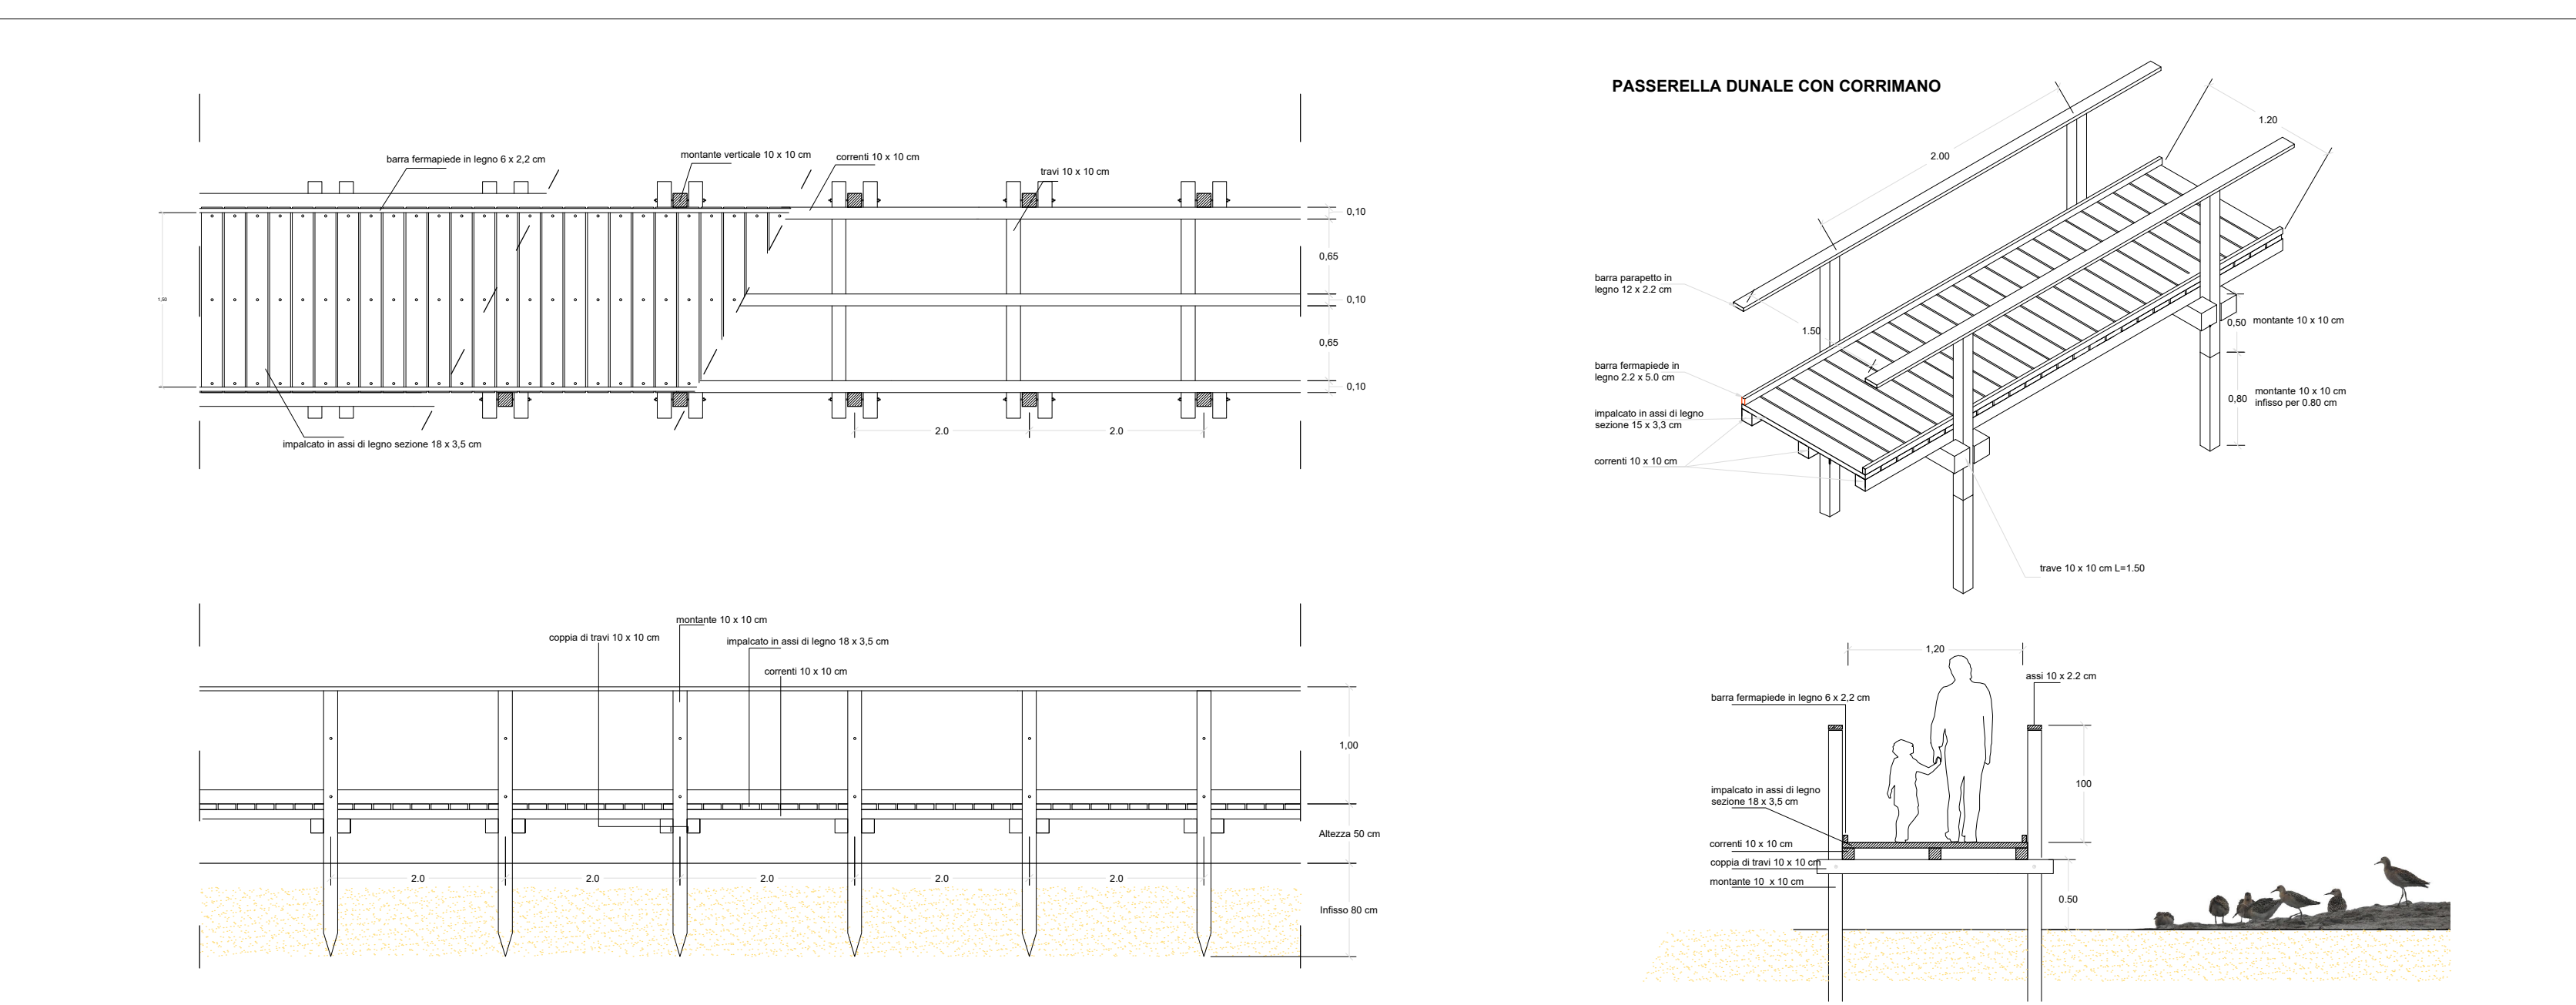 PASSERELLA DUNALE CON CORRIMANO
barra fermapiede in legno 6 x 2,2 cm
montante verticale 10 x 10 cm
correnti 10 x 10 cm
travi 10 x 10 cm
1,50
0,10
0,65
0,10
0,65
0,10
2.0
2.0
impalcato in assi di legno sezione 18 x 3,5 cm
montante 10 x 10 cm
coppia di travi 10 x 10 cm
impalcato in assi di legno 18 x 3,5 cm
correnti 10 x 10 cm
1,00
Altezza 50 cm
2.0
2.0
2.0
2.0
2.0
Infisso 80 cm
1.20
2.00
barra parapetto in
legno 12 x 2.2 cm
1.50
0,50
montante 10 x 10 cm
barra fermapiede in
legno 2.2 x 5.0 cm
0,80
montante 10 x 10 cm
infisso per 0.80 cm
impalcato in assi di legno
sezione 15 x 3,3 cm
correnti 10 x 10 cm
trave 10 x 10 cm L=1.50
1,20
assi 10 x 2.2 cm
barra fermapiede in legno 6 x 2,2 cm
100
impalcato in assi di legno
sezione 18 x 3,5 cm
correnti 10 x 10 cm
coppia di travi 10 x 10 cm
montante 10 x 10 cm
0.50